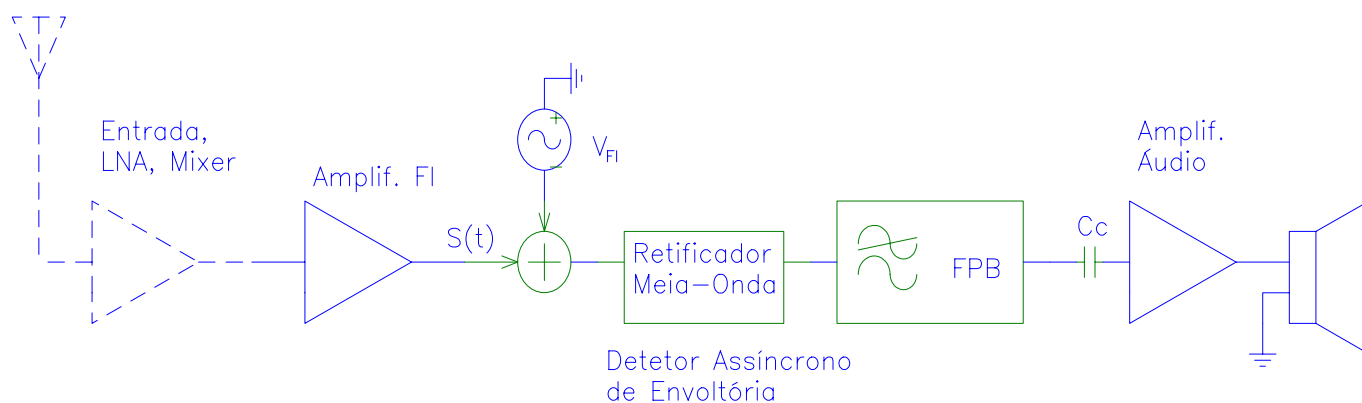 Entrada,
LNA, Mixer
Amplif. FI
S(t)
V_FI
Retificador
Meia-Onda
Detetor Assíncrono
de Envoltória
FPB
Cc
Amplif.
Áudio